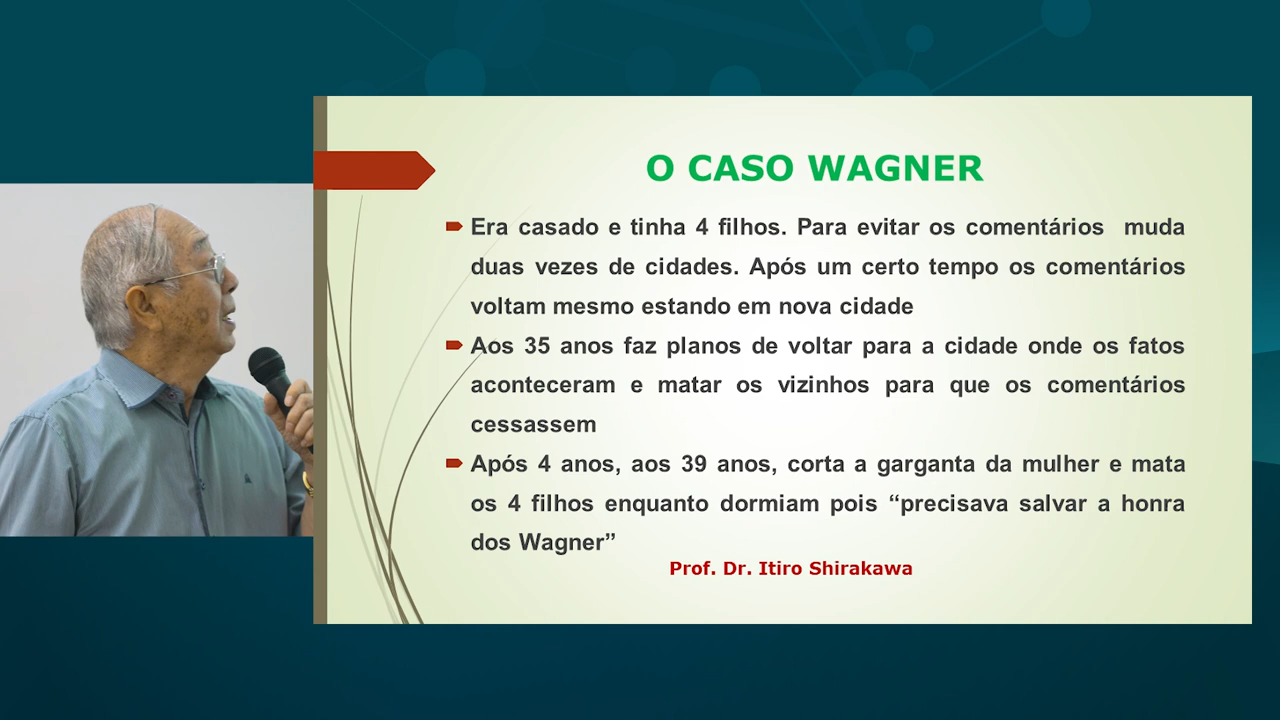 O CASO WAGNER
Era casado e tinha 4 filhos. Para evitar os comentários muda
duas vezes de cidades. Após um certo tempo os comentários
voltam mesmo estando em nova cidade
Aos 35 anos faz planos de voltar para a cidade onde os fatos
aconteceram e matar os vizinhos para que os comentários
cessassem
Após 4 anos, aos 39 anos, corta a garganta da mulher e mata
os 4 filhos enquanto dormiam pois “precisava salvar a honra
dos Wagner”
Prof. Dr. Itiro Shirakawa